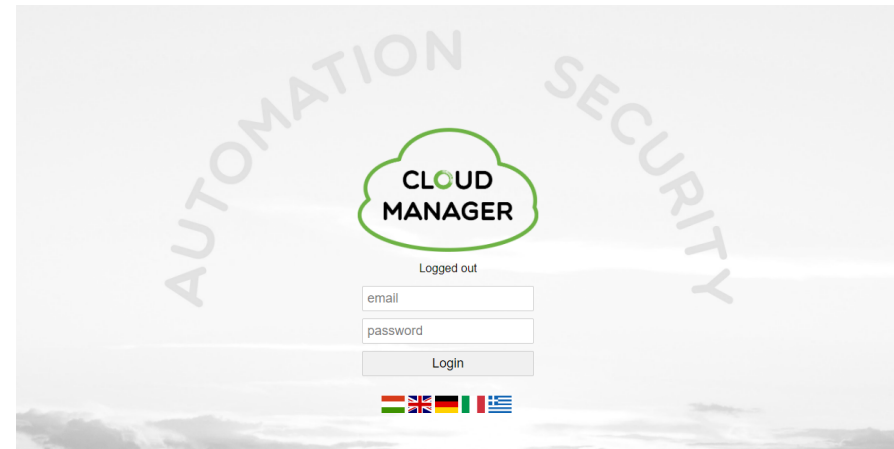 AUTOMATION SECURITY
CLOUD
MANAGER
Logged out
email
password
Login